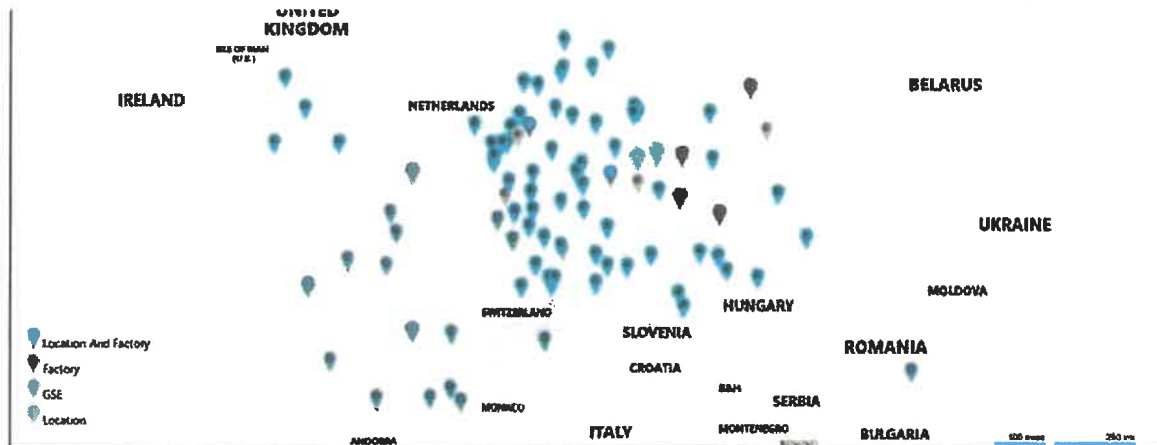 UNITED
KINGDOM
ISLE OF MAN
(U.K.)
IRELAND
NETHERLANDS
BELARUS
UKRAINE
MOLDOVA
SWITZERLAND
HUNGARY
SLOVENIA
ROMANIA
CROATIA
SERBIA
MONACO
MONTENEGRO
ITALY
BULGARIA
ANDORRA
Location And Factory
Factory
GSE
Location